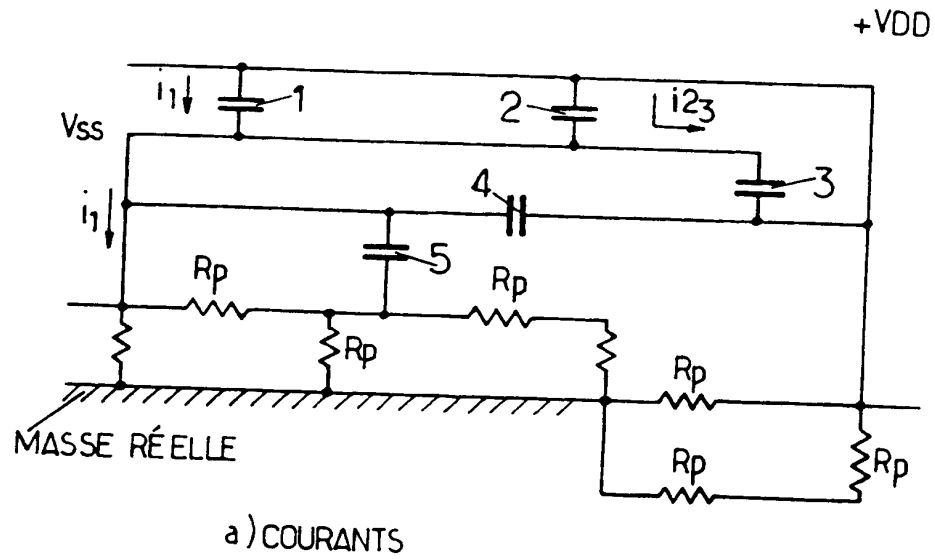 +VDD
i1
1
2
i23
VSS
3
4
i1
5
Rp
Rp
Rp
Rp
MASSE RÉELLE
Rp
Rp
a) COURANTS